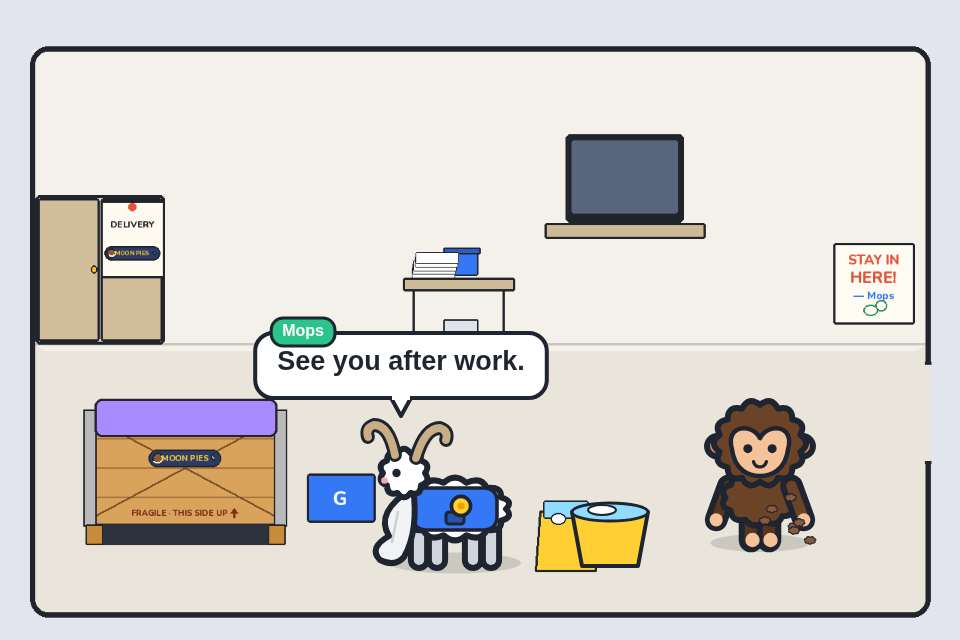 DELIVERY
MOON PIES
STAY IN
HERE!
— Mops
Mops
See you after work.
MOON PIES
FRAGILE · THIS SIDE UP
G